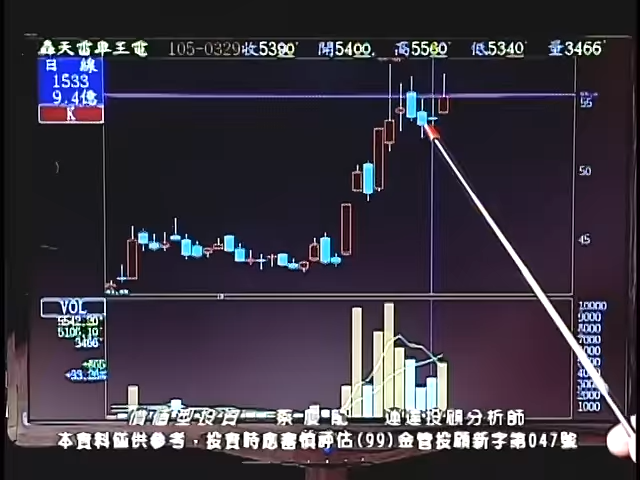 轟天雷車王電 105-0329收5390 開5400 高5560 低5340 量3466
日 線
1533
9.4億
K
55
50
45
VOL
3466
10000
9000
8000
7000
6000
5000
4000
3000
2000
1000
價值型投資 蔡慶龍 運達投顧分析師
本資料僅供參考，投資時應審慎評估(99)金管投顧新字第047號